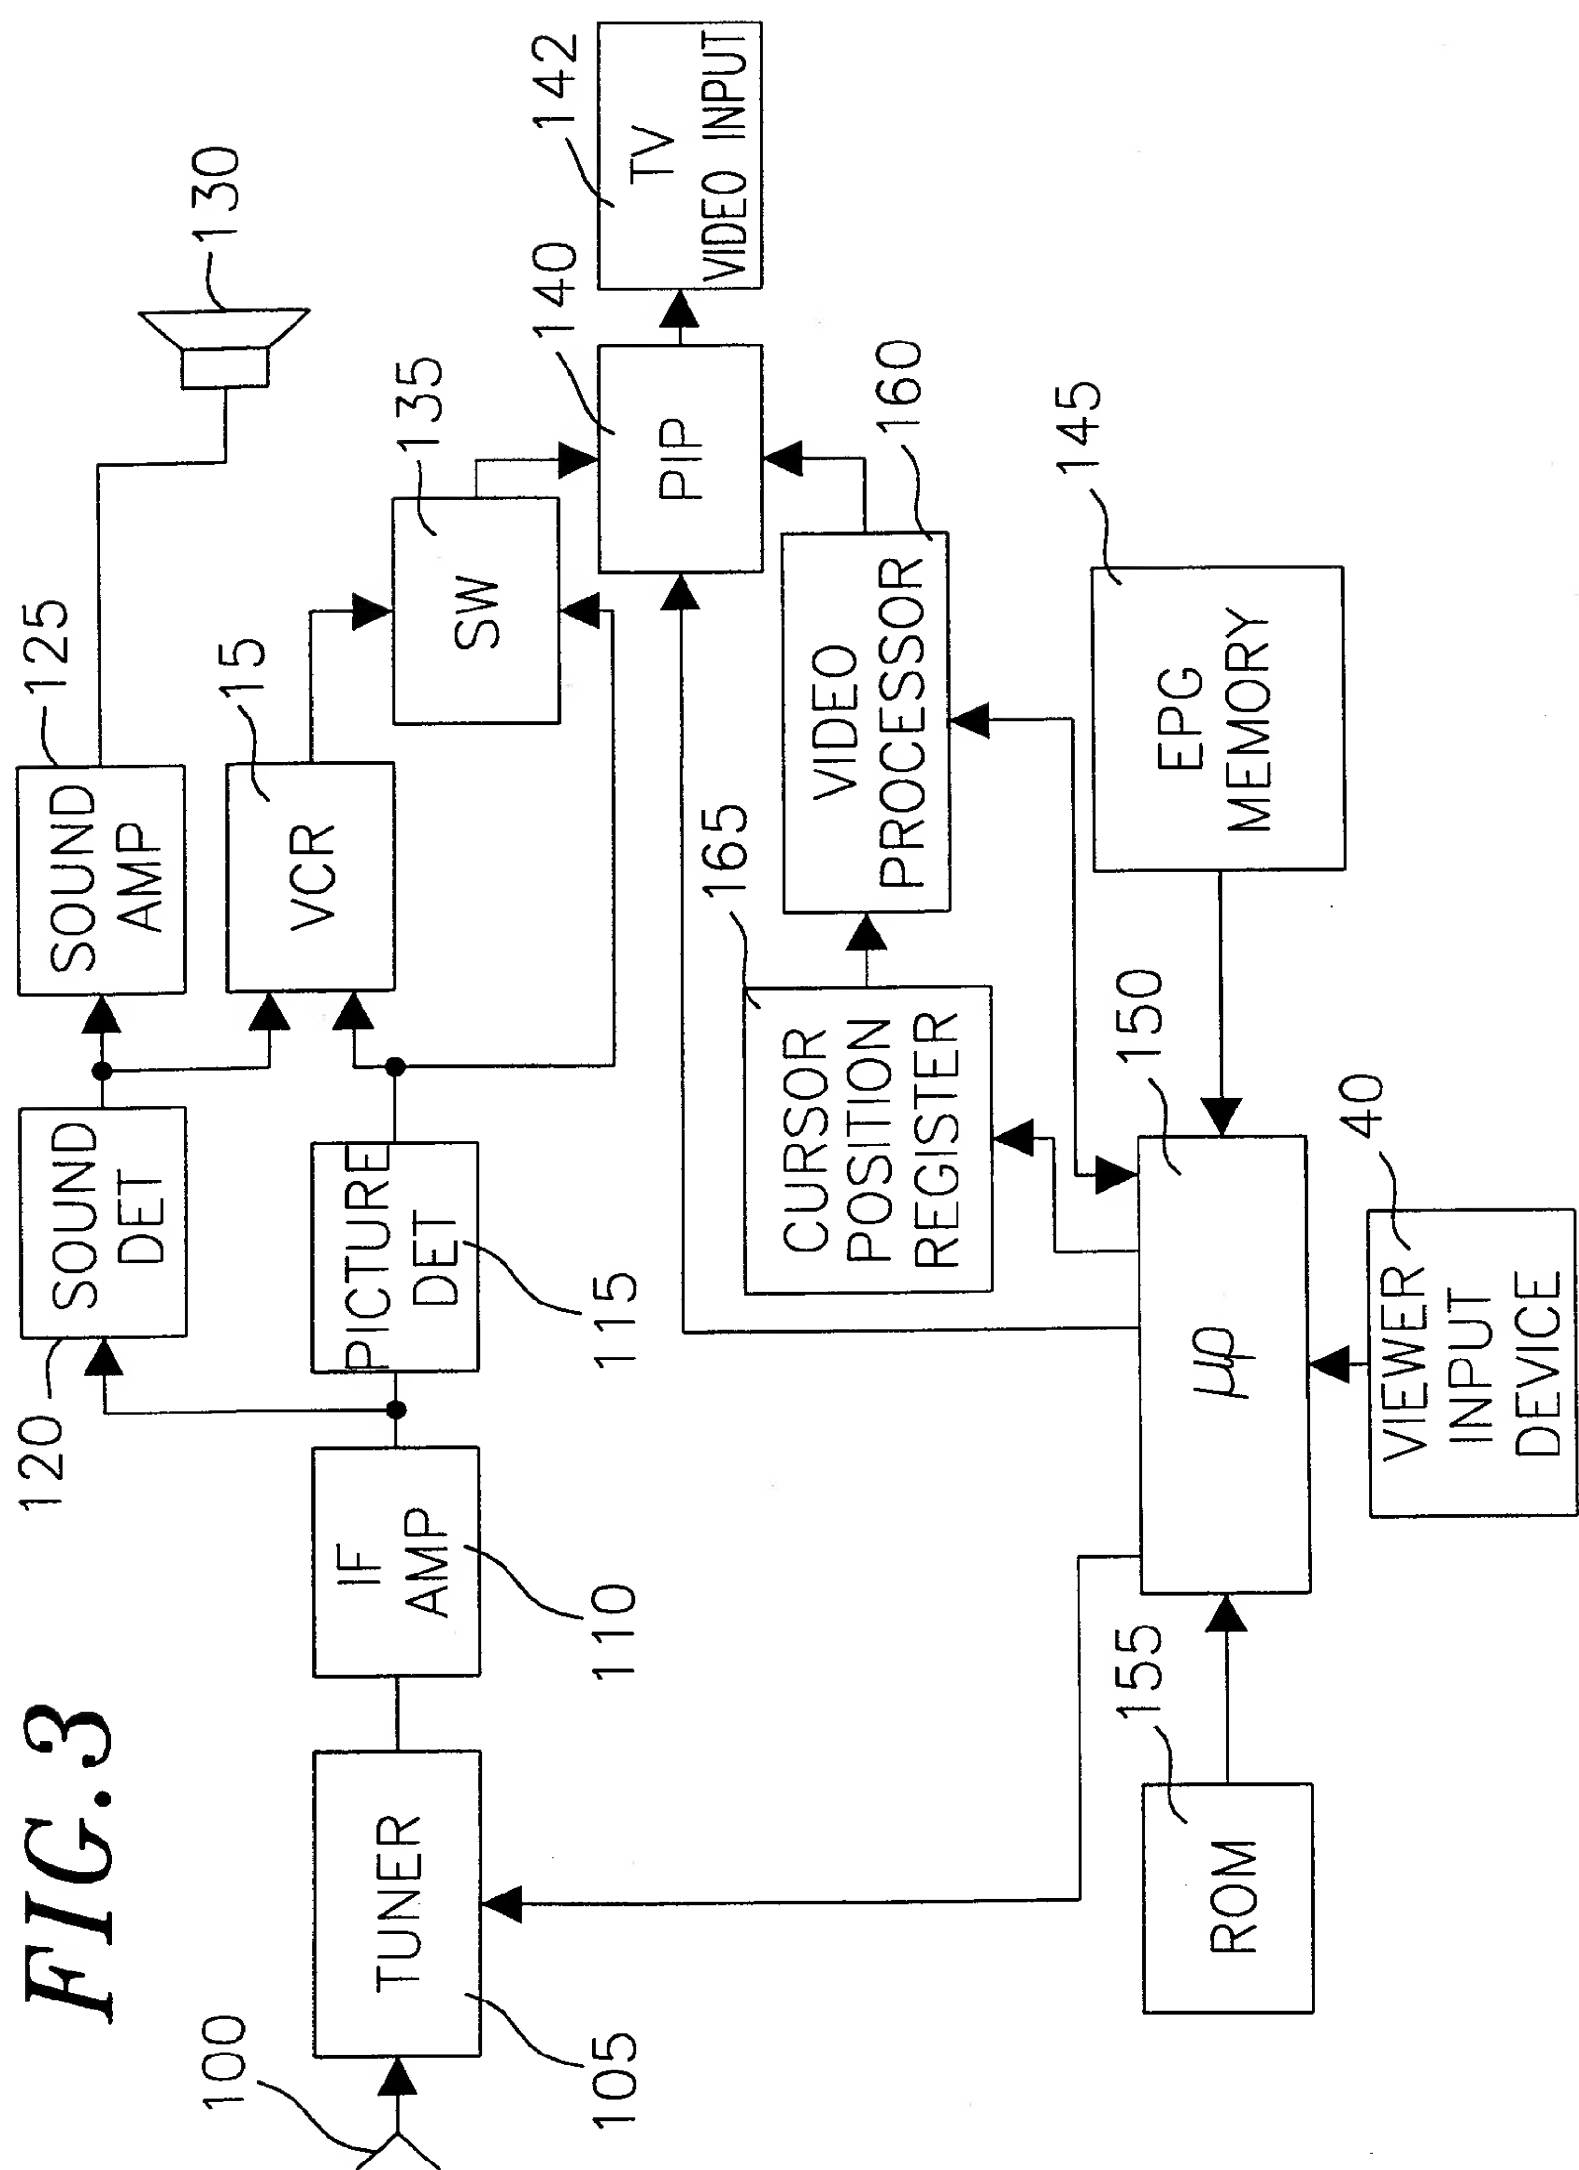 FIG.3
100
TUNER
105
IF
AMP
110
120
SOUND
DET
PICTURE
DET
115
SOUND
AMP
125
VCR
15
130
SW
135
PIP
140
TV
VIDEO INPUT
142
VIDEO
PROCESSOR
160
CURSOR
POSITION
REGISTER
165
EPG
MEMORY
145
μp
150
ROM
155
VIEWER
INPUT
DEVICE
40